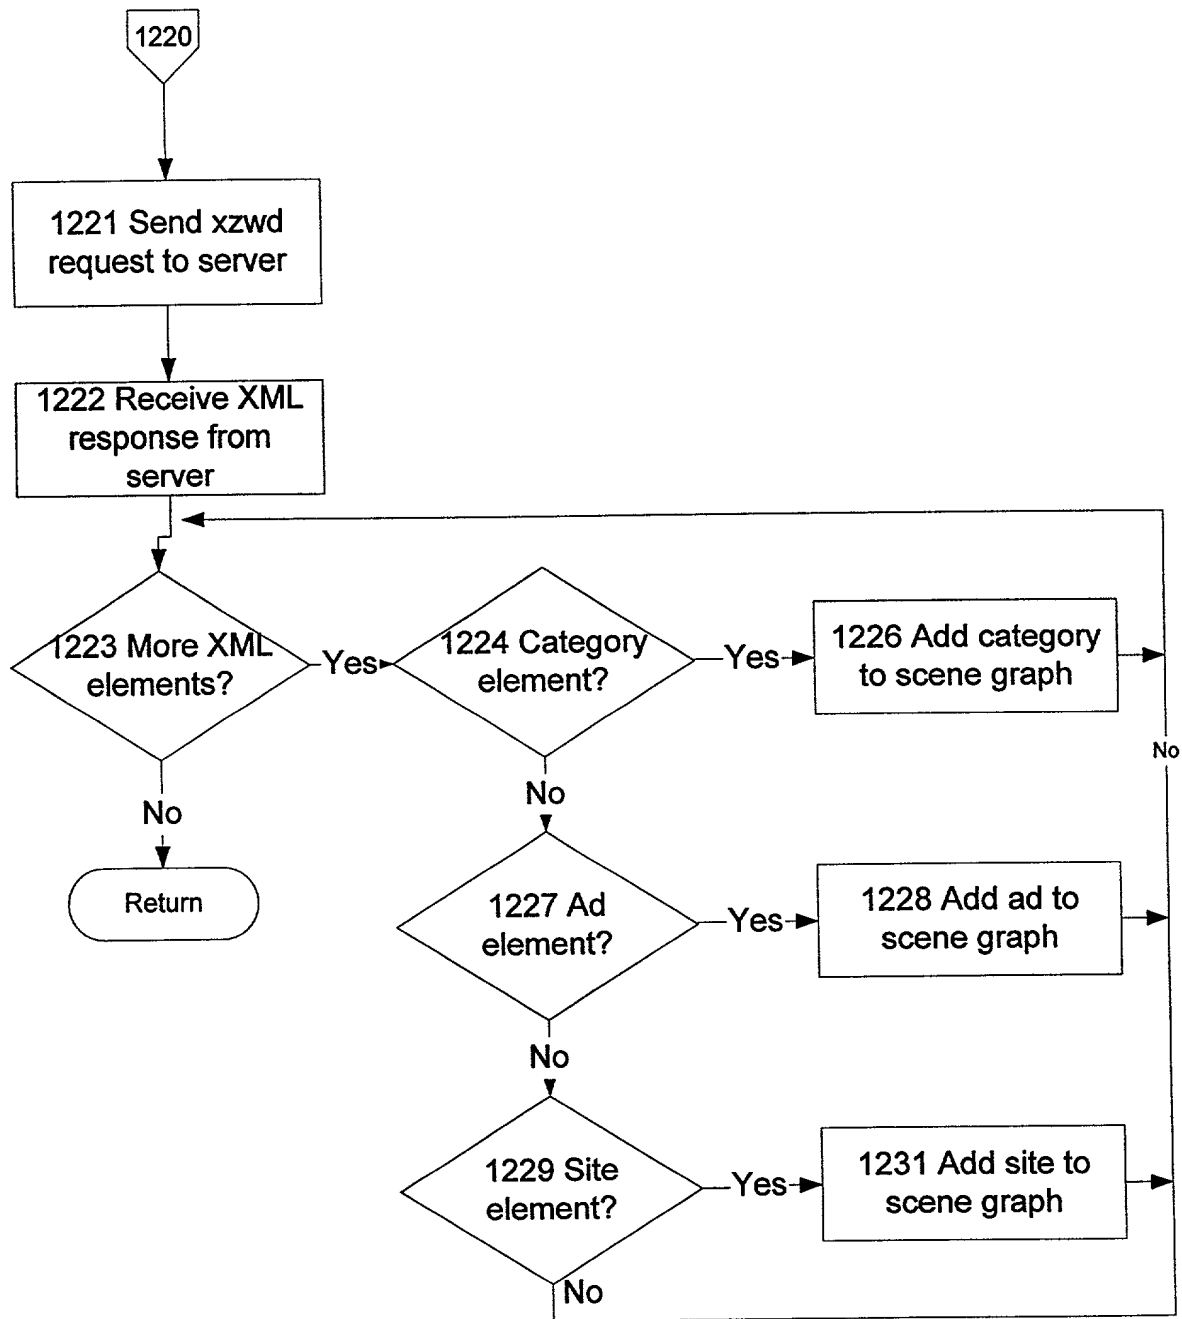 1220
1221 Send xzwd
request to server
1222 Receive XML
response from
server
1223 More XML
elements?
Yes
1224 Category
element?
Yes
1226 Add category
to scene graph
No
No
No
Return
1227 Ad
element?
Yes
1228 Add ad to
scene graph
No
1229 Site
element?
Yes
1231 Add site to
scene graph
No